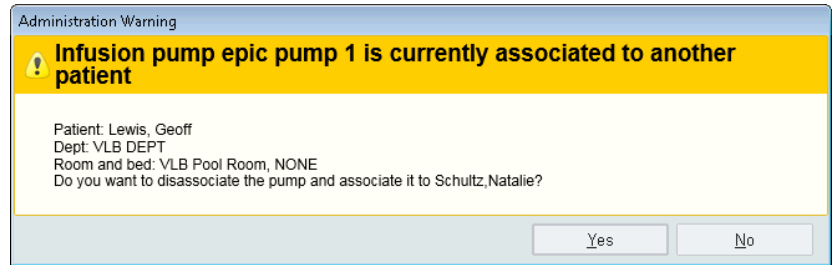 Administration Warning
Infusion pump epic pump 1 is currently associated to another
patient
Patient: Lewis, Geoff
Dept: VLB DEPT
Room and bed: VLB Pool Room, NONE
Do you want to disassociate the pump and associate it to Schultz,Natalie?
Yes No